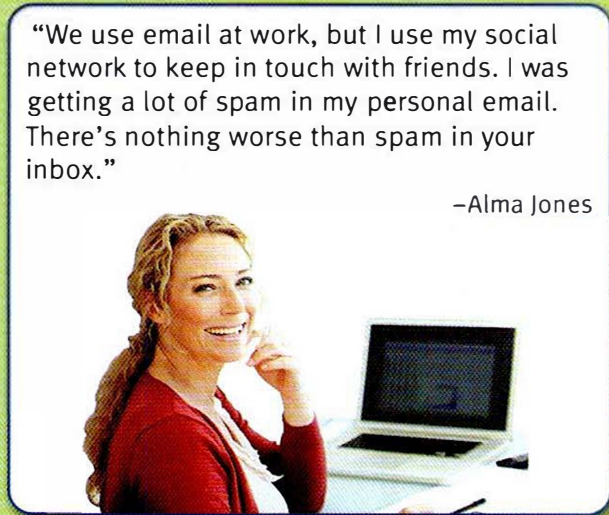 “We use email at work, but I use my social
network to keep in touch with friends. I was
getting a lot of spam in my personal email.
There’s nothing worse than spam in your
inbox.”
–Alma Jones